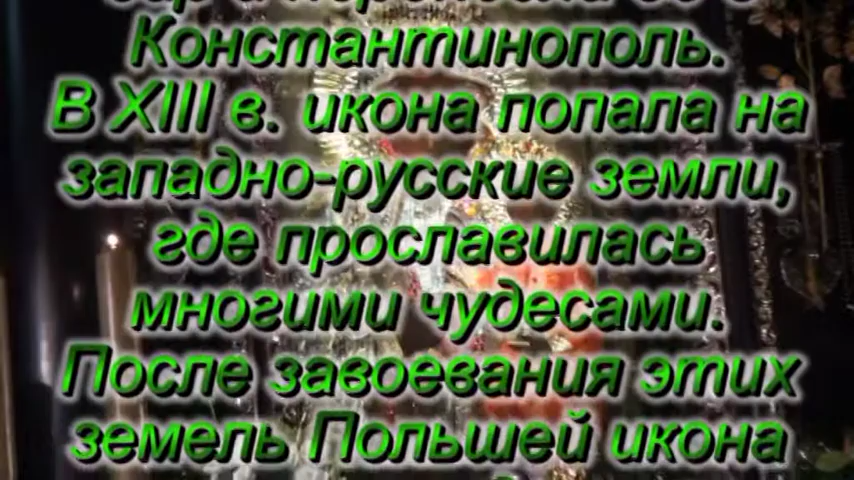 Константинополь.
В XIII в. икона попала на
западно-русские земли,
где прославилась
многими чудесами.
После завоевания этих
земель Польшей икона